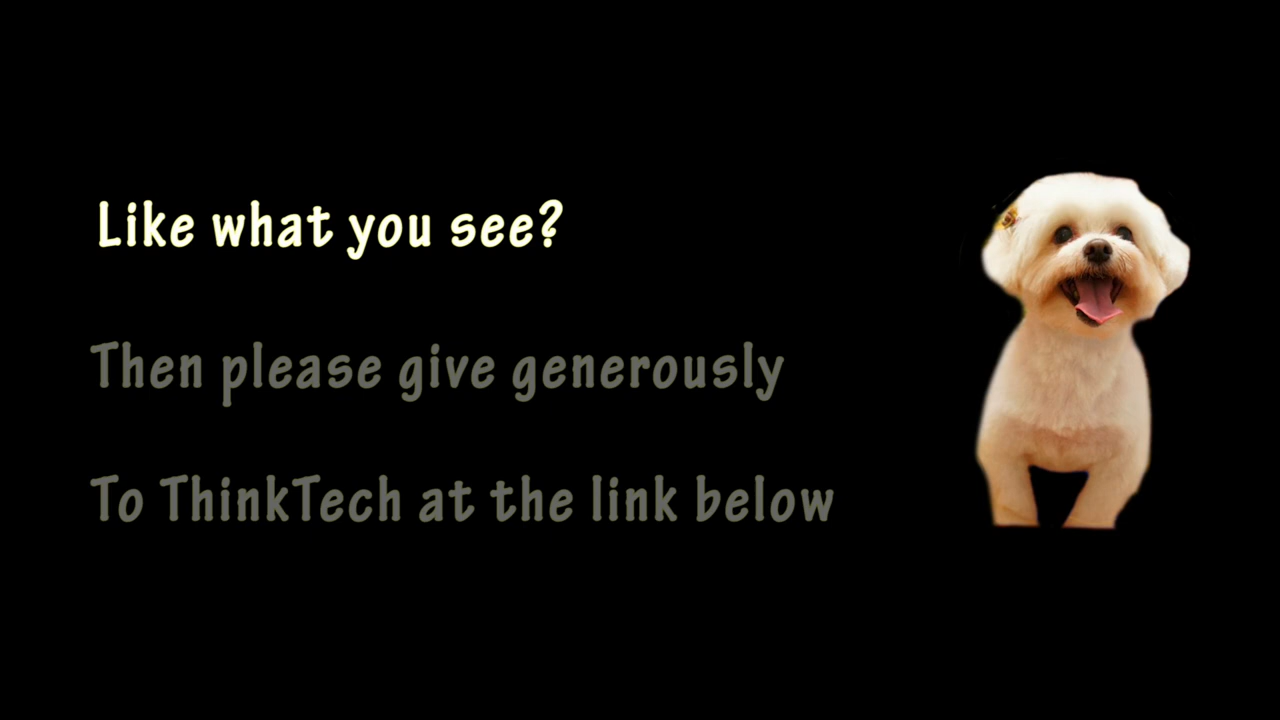 Like what you see?
Then please give generously
To ThinkTech at the link below